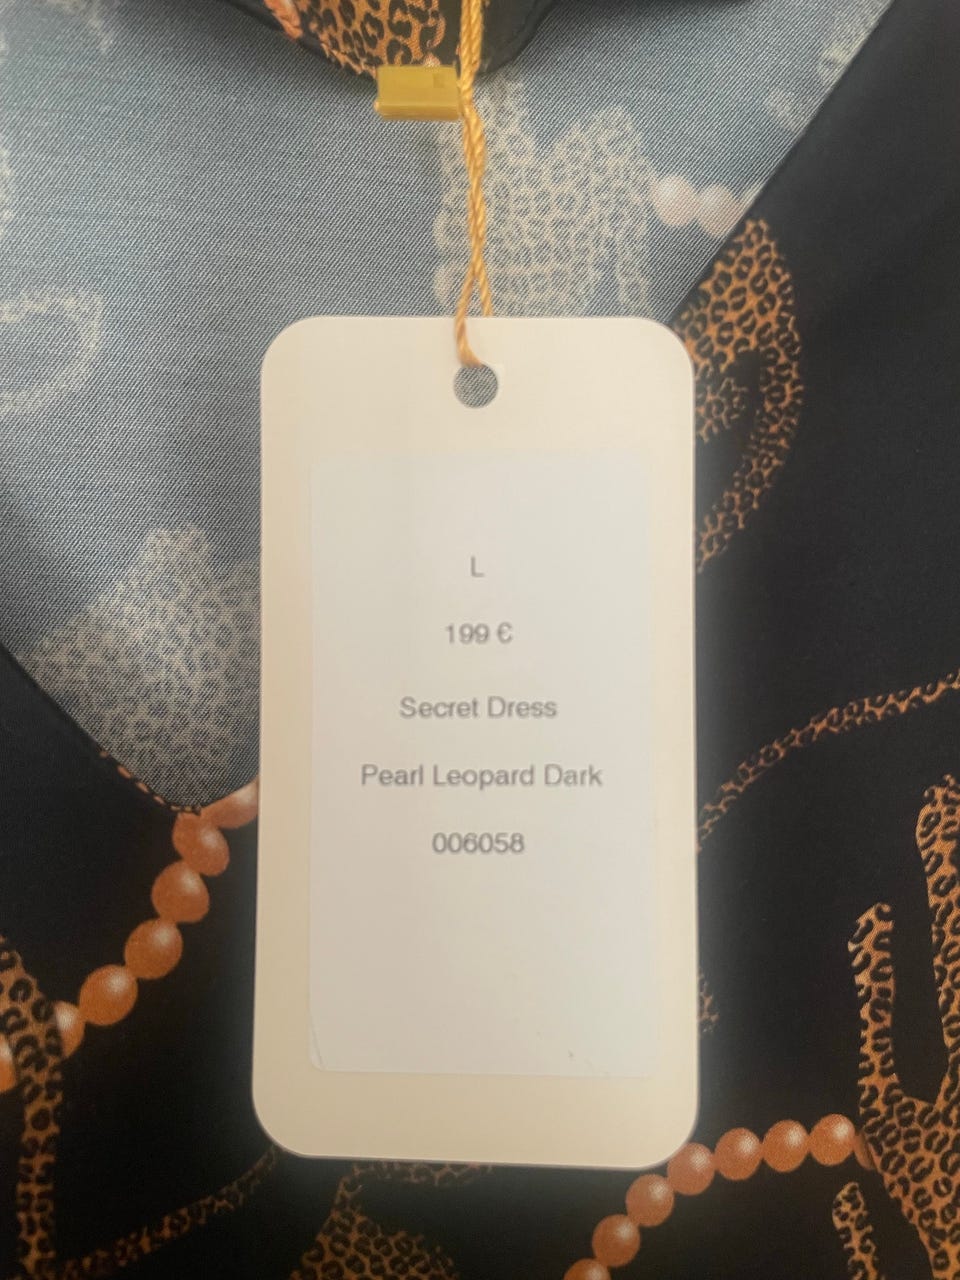 L
199 €
Secret Dress
Pearl Leopard Dark
006058